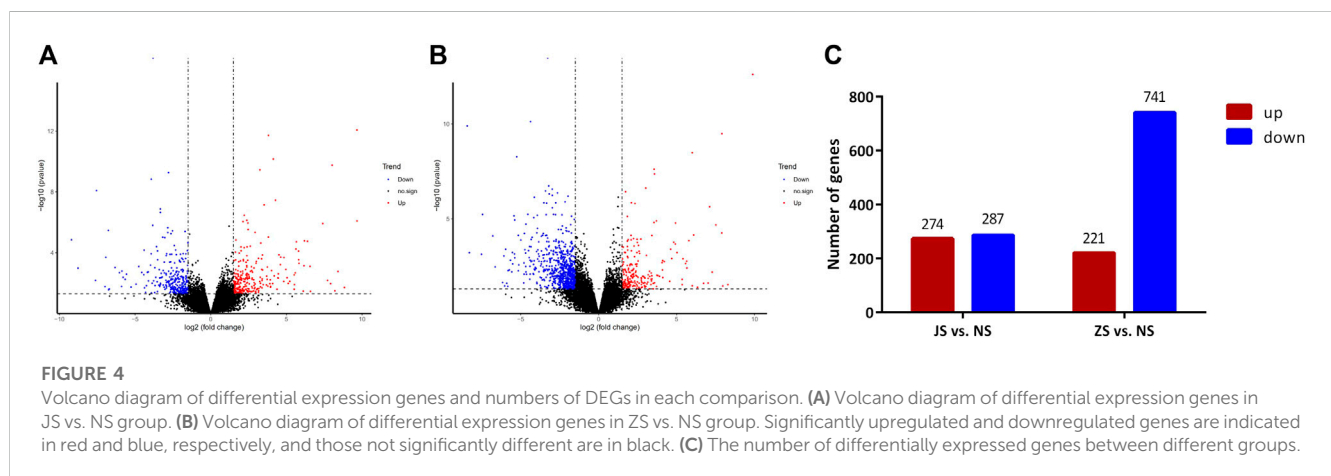 A
B
C
12
8
4
−10
−5
0
5
10
−log10 (pvalue)
log2 (fold change)
Trend
Down
no.sign
Up
10
5
−5
0
5
10
−log10 (pvalue)
log2 (fold change)
Trend
Down
no.sign
Up
800
600
400
200
0
Number of genes
274
287
221
741
JS vs. NS
ZS vs. NS
up
down
FIGURE 4
Volcano diagram of differential expression genes and numbers of DEGs in each comparison. (A) Volcano diagram of differential expression genes in
JS vs. NS group. (B) Volcano diagram of differential expression genes in ZS vs. NS group. Significantly upregulated and downregulated genes are indicated
in red and blue, respectively, and those not significantly different are in black. (C) The number of differentially expressed genes between different groups.